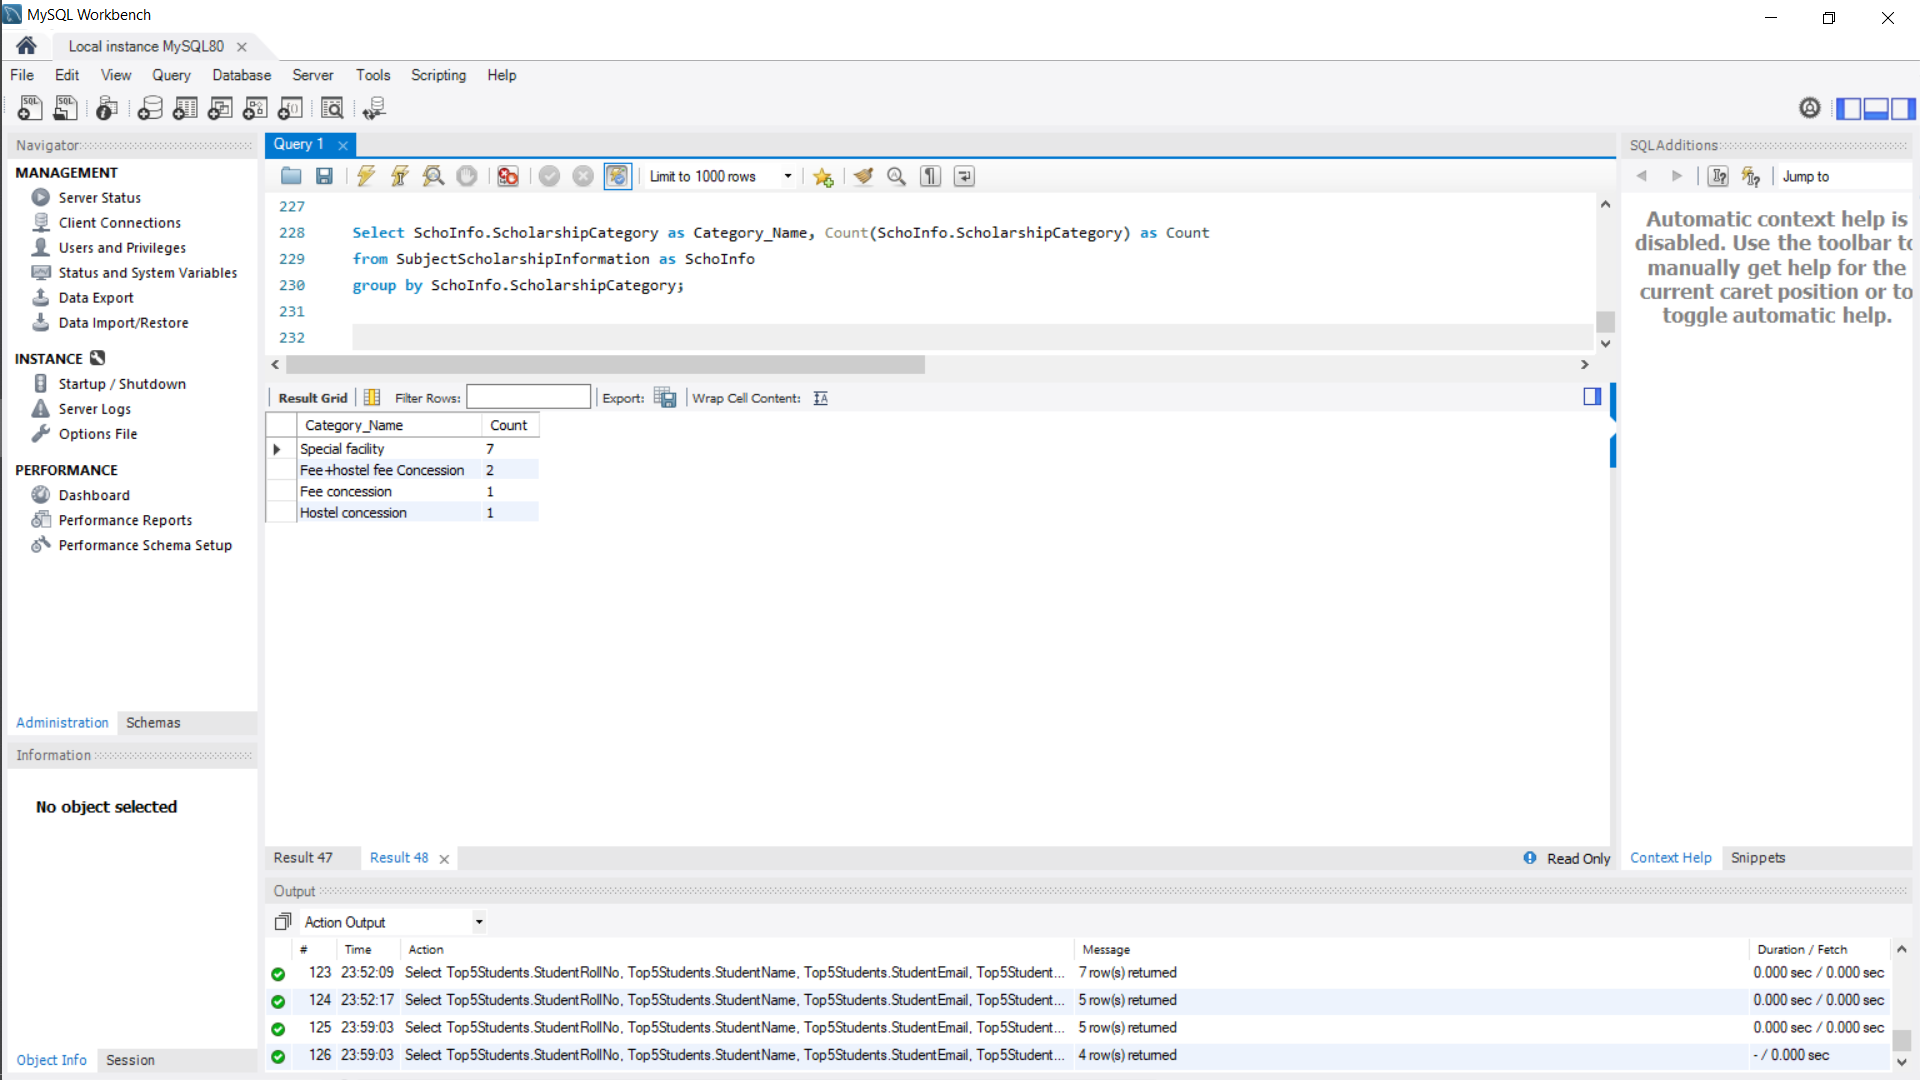 MySQL Workbench
Local instance MySQL80
File Edit View Query Database Server Tools Scripting Help
Navigator
MANAGEMENT
Server Status
Client Connections
Users and Privileges
Status and System Variables
Data Export
Data Import/Restore
INSTANCE
Startup / Shutdown
Server Logs
Options File
PERFORMANCE
Dashboard
Performance Reports
Performance Schema Setup
Administration Schemas
Information
No object selected
Object Info Session
Query 1
Limit to 1000 rows
227
228 Select SchoInfo.ScholarshipCategory as Category_Name, Count(SchoInfo.ScholarshipCategory) as Count
229 from SubjectScholarshipInformation as SchoInfo
230 group by SchoInfo.ScholarshipCategory;
231
232
Result Grid Filter Rows: Export: Wrap Cell Content:
Category_Name Count
Special facility 7
Fee+hostel fee Concession 2
Fee concession 1
Hostel concession 1
Result 47 Result 48 Read Only
SQLAdditions
Jump to
Automatic context help is
disabled. Use the toolbar to
manually get help for the
current caret position or to
toggle automatic help.
Context Help Snippets
Output
Action Output
# Time Action Message Duration / Fetch
123 23:52:09 Select Top5Students.StudentRollNo, Top5Students.StudentName, Top5Students.StudentEmail, Top5Student... 7 row(s) returned 0.000 sec / 0.000 sec
124 23:52:17 Select Top5Students.StudentRollNo, Top5Students.StudentName, Top5Students.StudentEmail, Top5Student... 5 row(s) returned 0.000 sec / 0.000 sec
125 23:59:03 Select Top5Students.StudentRollNo, Top5Students.StudentName, Top5Students.StudentEmail, Top5Student... 5 row(s) returned 0.000 sec / 0.000 sec
126 23:59:03 Select Top5Students.StudentRollNo, Top5Students.StudentName, Top5Students.StudentEmail, Top5Student... 4 row(s) returned - / 0.000 sec